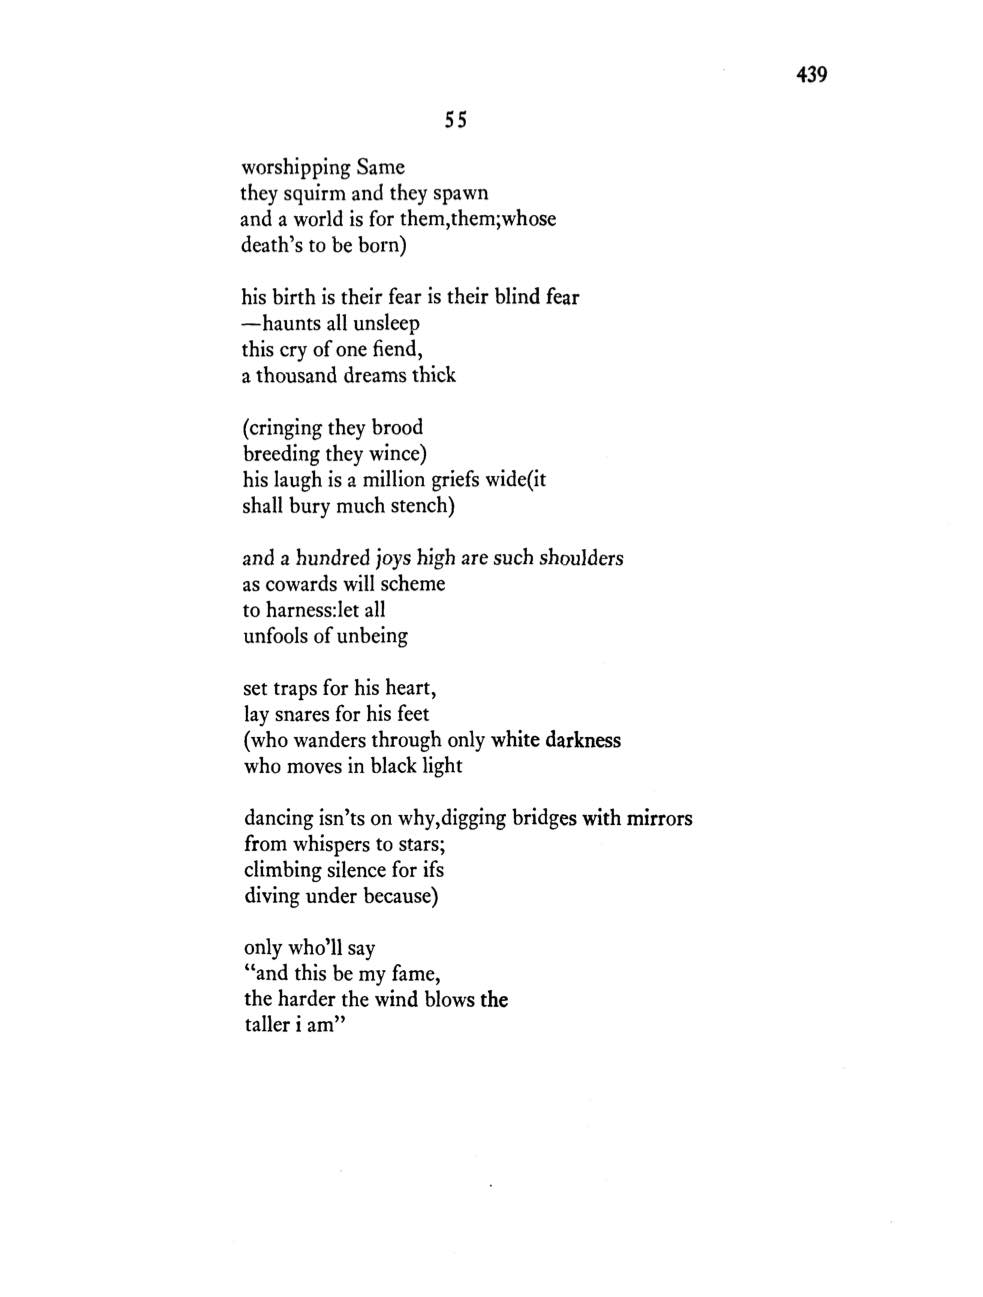 439
55
worshipping Same
they squirm and they spawn
and a world is for them,them;whose
death's to be born)
his birth is their fear is their blind fear
—haunts all unsleep
this cry of one fiend,
a thousand dreams thick
(cringing they brood
breeding they wince)
his laugh is a million griefs wide(it
shall bury much stench)
and a hundred joys high are such shoulders
as cowards will scheme
to harness:let all
unfools of unbeing
set traps for his heart,
lay snares for his feet
(who wanders through only white darkness
who moves in black light
dancing isn'ts on why,digging bridges with mirrors
from whispers to stars;
climbing silence for ifs
diving under because)
only who'll say
“and this be my fame,
the harder the wind blows the
taller i am”